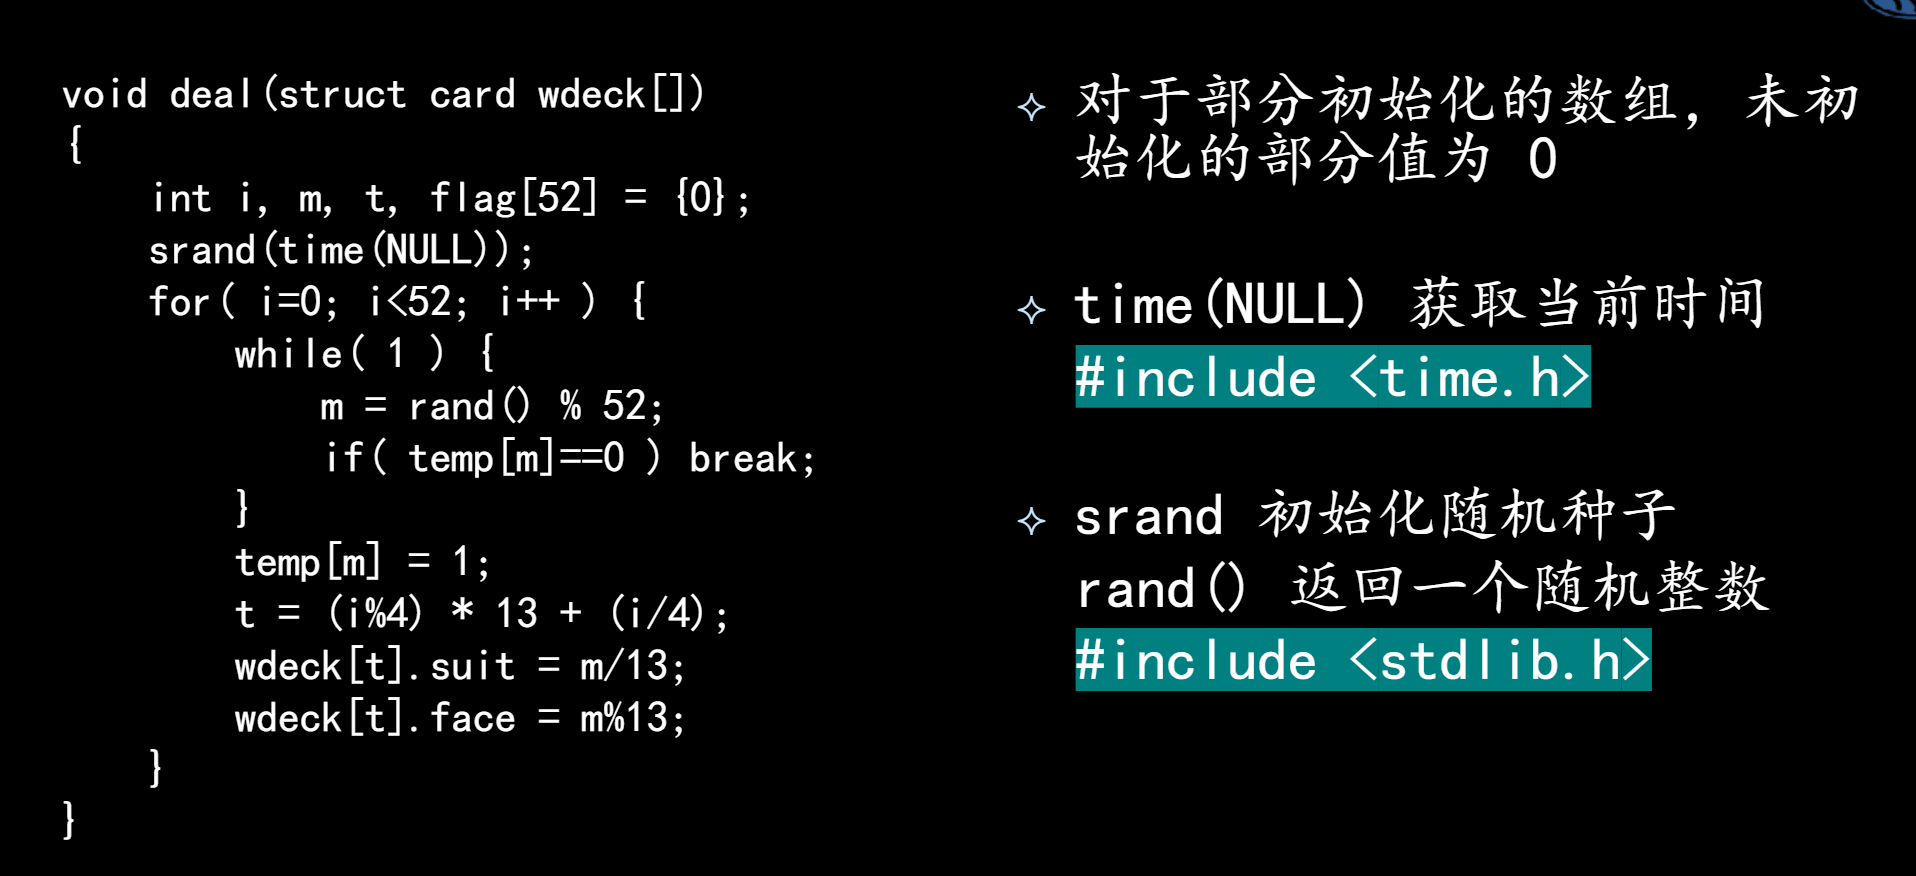 void deal(struct card wdeck[])
{
int i, m, t, flag[52] = {0};
srand(time(NULL));
for( i=0; i<52; i++ ) {
while( 1 ) {
m = rand() % 52;
if( temp[m]==0 ) break;
}
temp[m] = 1;
t = (i%4) * 13 + (i/4);
wdeck[t].suit = m/13;
wdeck[t].face = m%13;
}
}
对于部分初始化的数组，未初
始化的部分值为 0
time(NULL) 获取当前时间
#include <time.h>
srand 初始化随机种子
rand() 返回一个随机整数
#include <stdlib.h>